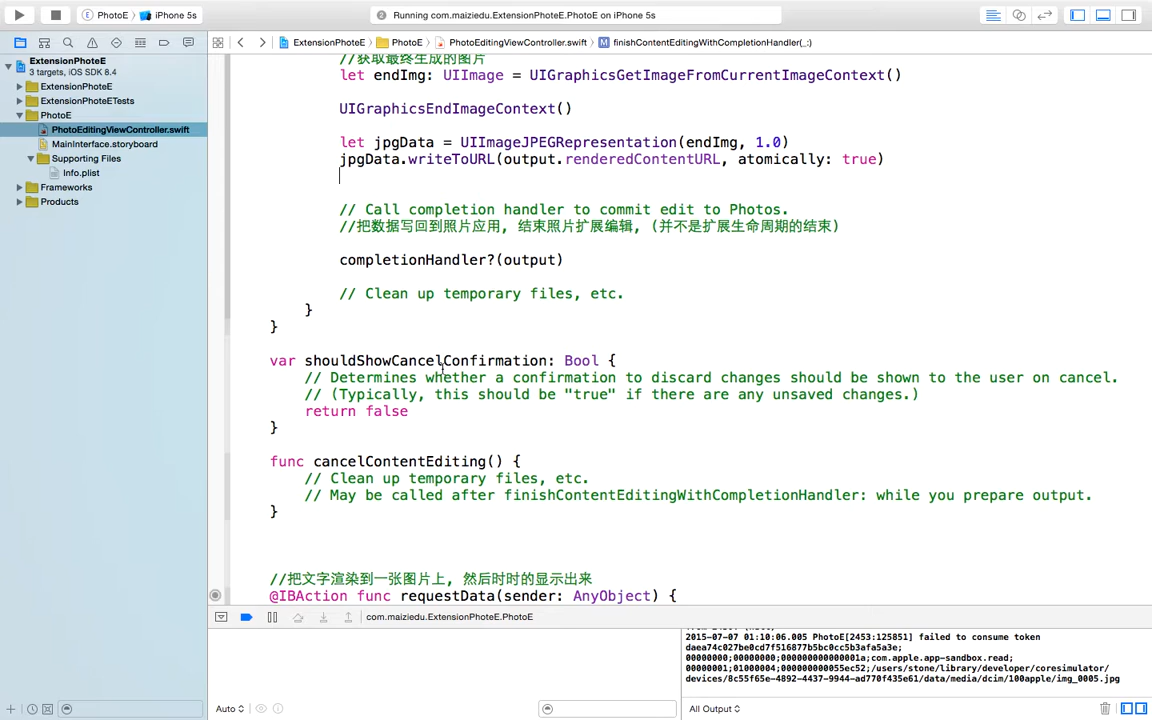 PhotoE 〉 iPhone 5s
Running com.maiziedu.ExtensionPhoteE.PhotoE on iPhone 5s
ExtensionPhoteE 〉 PhotoE 〉 PhotoEditingViewController.swift 〉 M finishContentEditingWithCompletionHandler(_:)
ExtensionPhoteE
3 targets, iOS SDK 8.4
ExtensionPhoteE
ExtensionPhoteETests
PhotoE
PhotoEditingViewController.swift
MainInterface.storyboard
Supporting Files
Info.plist
Frameworks
Products
//获取最终生成的图片
let endImg: UIImage = UIGraphicsGetImageFromCurrentImageContext()
UIGraphicsEndImageContext()
let jpgData = UIImageJPEGRepresentation(endImg, 1.0)
jpgData.writeToURL(output.renderedContentURL, atomically: true)
// Call completion handler to commit edit to Photos.
//把数据写回到照片应用, 结束照片扩展编辑, (并不是扩展生命周期的结束)
completionHandler?(output)
// Clean up temporary files, etc.
}
}
var shouldShowCancelConfirmation: Bool {
// Determines whether a confirmation to discard changes should be shown to the user on cancel.
// (Typically, this should be "true" if there are any unsaved changes.)
return false
}
func cancelContentEditing() {
// Clean up temporary files, etc.
// May be called after finishContentEditingWithCompletionHandler: while you prepare output.
}
//把文字渲染到一张图片上, 然后时时的显示出来
@IBAction func requestData(sender: AnyObject) {
com.maiziedu.ExtensionPhoteE.PhotoE
2015-07-07 01:10:06.005 PhotoE[2453:125851] failed to consume token
daea74c027be0cd7f516877b5bc0cc5b3afa5a3e;
00000000;00000000;000000000000001a;com.apple.app-sandbox.read;
00000001;01000004;000000000055ec52;/users/stone/library/developer/coresimulator/
devices/8c55f65e-4892-4437-9944-ad770f435e61/data/media/dcim/100apple/img_0005.jpg
Auto
All Output